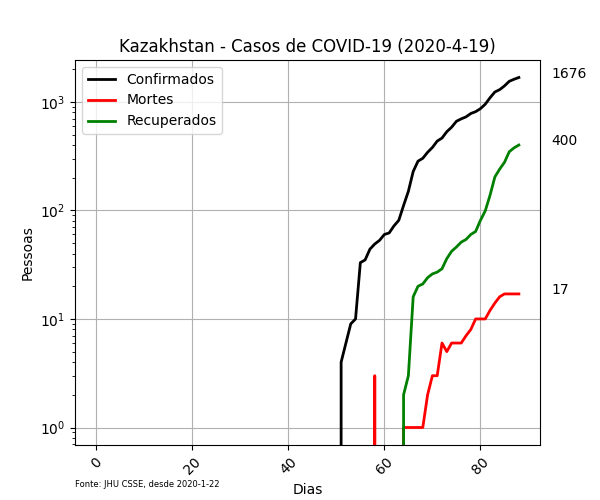 Kazakhstan - Casos de COVID-19 (2020-4-19)
Confirmados
Mortes
Recuperados
1676
400
17
10³
10²
10¹
10⁰
Pessoas
0
20
40
60
80
Dias
Fonte: JHU CSSE, desde 2020-1-22